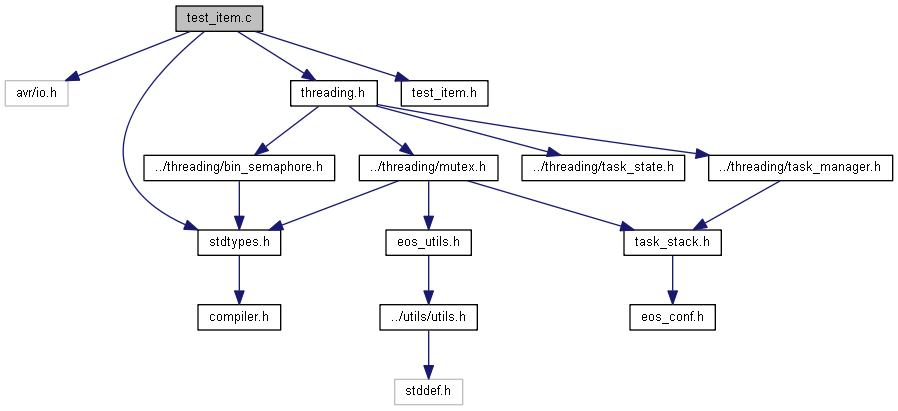 test_item.c
avr/io.h
threading.h
test_item.h
../threading/bin_semaphore.h
../threading/mutex.h
../threading/task_state.h
../threading/task_manager.h
stdtypes.h
eos_utils.h
task_stack.h
compiler.h
../utils/utils.h
eos_conf.h
stddef.h